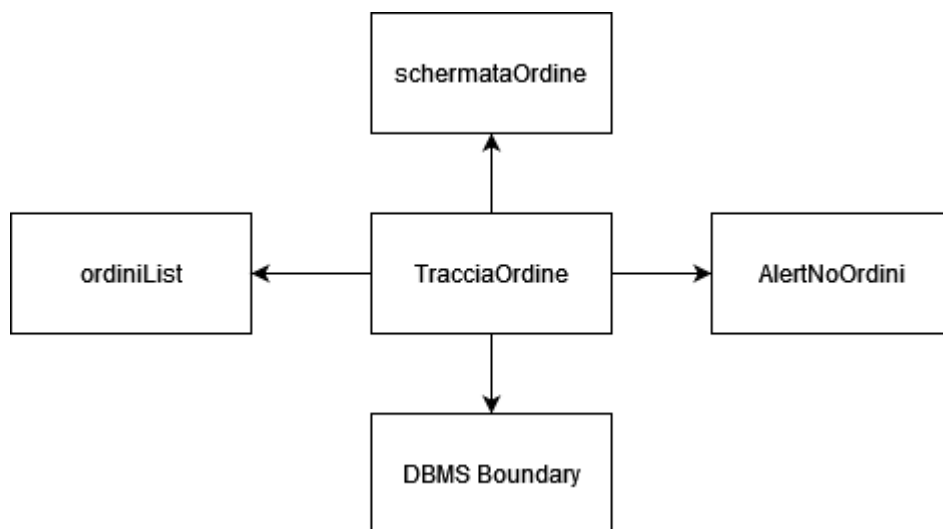 schermataOrdine
ordiniList
TracciaOrdine
AlertNoOrdini
DBMS Boundary